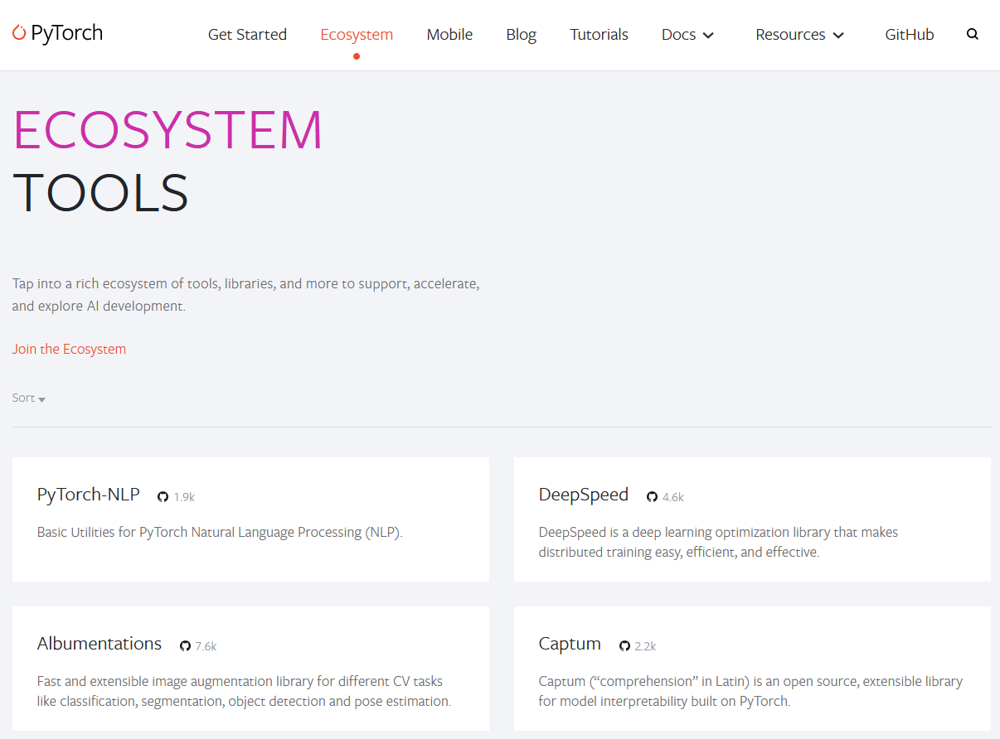 PyTorch
Get Started Ecosystem Mobile Blog Tutorials Docs Resources GitHub
ECOSYSTEM
TOOLS
Tap into a rich ecosystem of tools, libraries, and more to support, accelerate,
and explore AI development.
Join the Ecosystem
Sort
PyTorch-NLP 1.9k
Basic Utilities for PyTorch Natural Language Processing (NLP).
DeepSpeed 4.6k
DeepSpeed is a deep learning optimization library that makes
distributed training easy, efficient, and effective.
Albumentations 7.6k
Fast and extensible image augmentation library for different CV tasks
like classification, segmentation, object detection and pose estimation.
Captum 2.2k
Captum (“comprehension” in Latin) is an open source, extensible library
for model interpretability built on PyTorch.